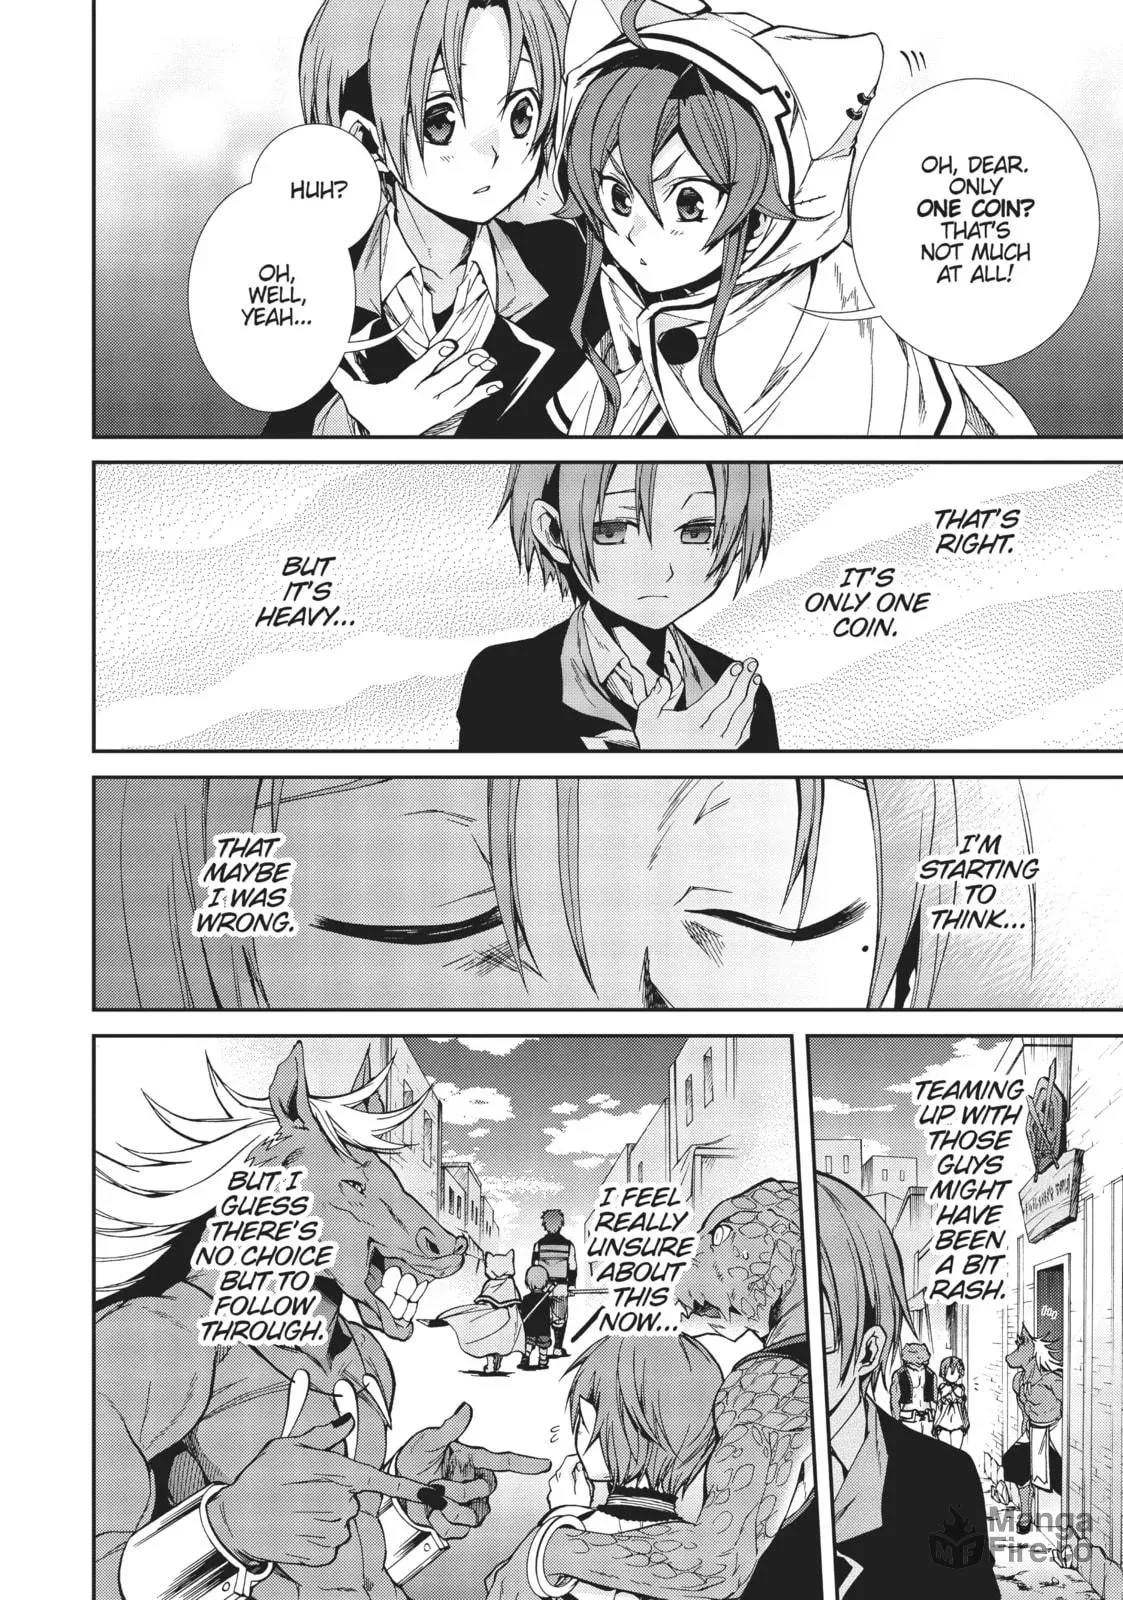 OH, DEAR.
ONLY
ONE COIN?
THAT'S
NOT MUCH
AT ALL!
HUH?
OH,
WELL,
YEAH...
THAT'S
RIGHT.
IT'S
ONLY ONE
COIN.
BUT
IT'S
HEAVY...
I'M
STARTING
TO
THINK...
THAT
MAYBE
I WAS
WRONG.
TEAMING
UP WITH
THOSE
GUYS
MIGHT
HAVE
BEEN
A BIT
RASH.
I FEEL
REALLY
UNSURE
ABOUT
THIS
NOW...
BUT I
GUESS
THERE'S
NO CHOICE
BUT TO
FOLLOW
THROUGH.
Manga
MF Fire.co